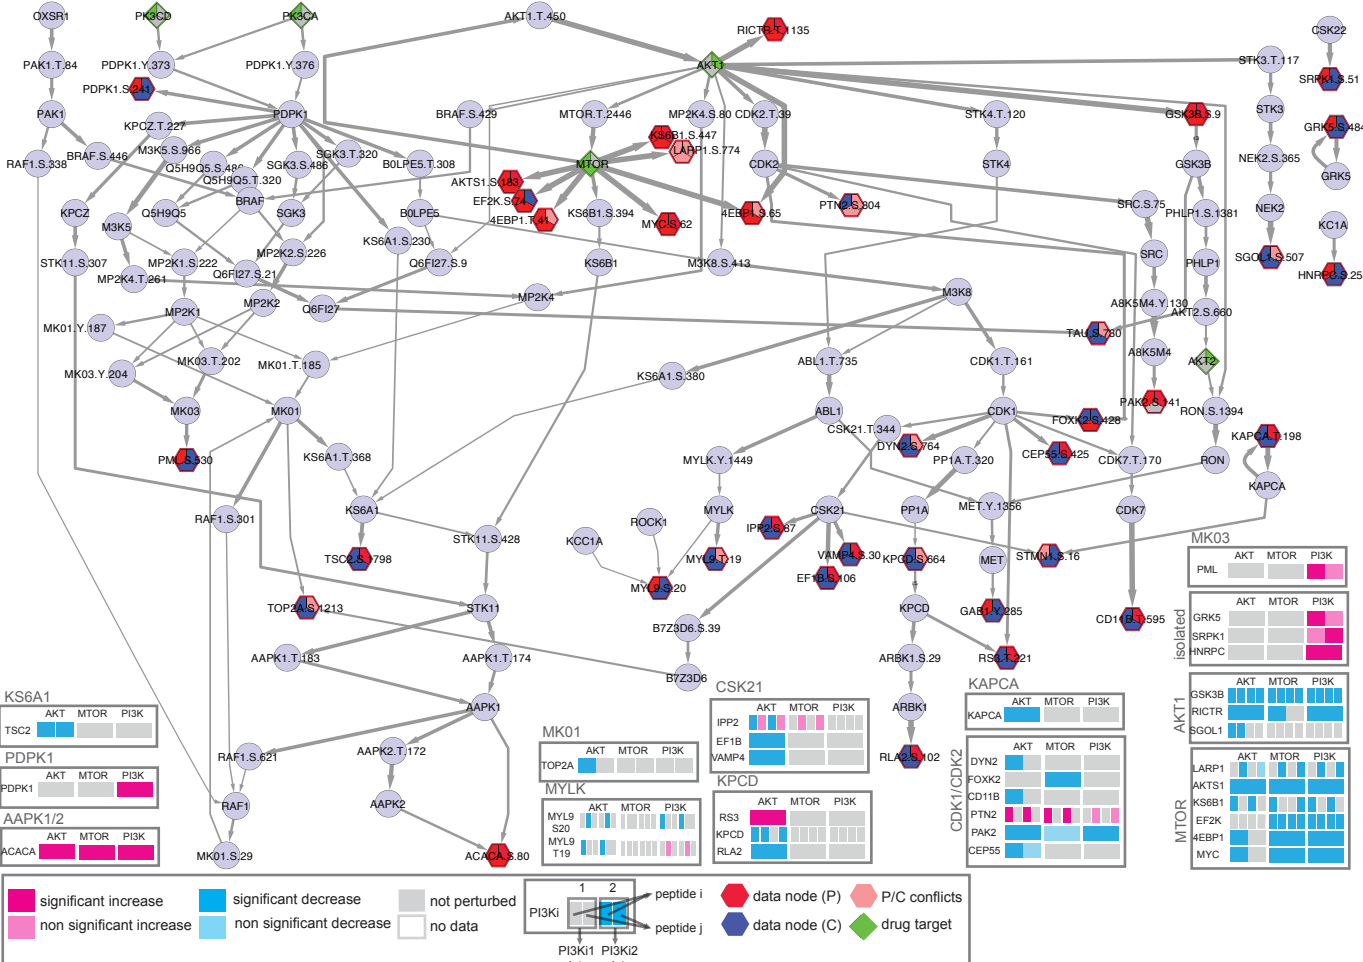 OXSR1
PK3CD
PK3CA
AKT1.T.450
RICTR.T.1135
CSK22
PAK1.T.84
PDPK1.Y.373
PDPK1.Y.376
AKT1
STK3.T.117
SRPK1.S.51
PDPK1.S.241
PAK1
KPCZ.T.227
PDPK1
BRAF.S.429
MTOR.T.2446
MP2K4.S.80
CDK2.T.39
STK4.T.120
GSK3B.S.9
STK3
GRK5.S.484
KS6B1.S.447
LARP1.S.774
RAF1.S.338
BRAF.S.446
M3K5.S.966
Q5H9Q5.S.486
SGK3.S.486
SGK3.T.320
B0LPE5.T.308
MTOR
CDK2
STK4
GSK3B
NEK2.S.365
GRK5
Q5H9Q5.T.320
AKTS1.S.183
BRAF
EF2K.S.74
KPCZ
M3K5
Q5H9Q5
SGK3
B0LPE5
4EBP1.T.41
KS6B1.S.394
MYC.S.62
4EBP1.S.65
PTN2.S.304
SRC.S.75
PHLP1.S.1381
NEK2
KC1A
STK11.S.307
MP2K4.T.261
MP2K1.S.222
Q6FI27.S.21
MP2K2.S.226
KS6A1.S.230
Q6FI27.S.9
KS6B1
M3K8.S.413
SRC
PHLP1
SGOL1.S.507
HNRPC.S.25
MP2K1
MP2K2
Q6FI27
MP2K4
M3K8
A8K5M4.Y.130
AKT2.S.660
MK01.Y.187
TAU.S.730
MK03.Y.204
MK03.T.202
MK01.T.185
KS6A1.S.380
ABL1.T.735
CDK1.T.161
A8K5M4
AKT2
MK03
MK01
ABL1
CSK21.T.344
CDK1
FOXK2.S.428
PAK2.S.141
RON.S.1394
PML.S.530
KS6A1.T.368
MYLK.Y.1449
DYN2.S.764
PP1A.T.320
CEP55.S.425
CDK7.T.170
RON
KAPCA.T.198
KAPCA
RAF1.S.301
KS6A1
STK11.S.428
KCC1A
ROCK1
MYLK
IPP2.S.87
CSK21
PP1A
MET.Y.1356
CDK7
TSC2.S.1798
MYL9.T.19
VAMP4.S.30
KPCD.S.664
MET
STMN1.S.16
MYL9.S.20
EF1B.S.106
TOP2A.S.1213
STK11
B7Z3D6.S.39
KPCD
GAB1.Y.285
CD11B.T.595
AAPK1.T.183
AAPK1.T.174
B7Z3D6
ARBK1.S.29
RS3.T.221
AAPK1
ARBK1
RAF1.S.621
AAPK2.T.172
RLA2.S.102
RAF1
AAPK2
MK01.S.29
ACACA.S.80
KS6A1
AKT MTOR PI3K
TSC2
PDPK1
AKT MTOR PI3K
PDPK1
AAPK1/2
AKT MTOR PI3K
ACACA
MK01
AKT MTOR PI3K
TOP2A
MYLK
AKT MTOR PI3K
MYL9
S20
MYL9
T19
CSK21
AKT MTOR PI3K
IPP2
EF1B
VAMP4
KPCD
AKT MTOR PI3K
RS3
KPCD
RLA2
KAPCA
AKT MTOR PI3K
KAPCA
CDK1/CDK2
AKT MTOR PI3K
DYN2
FOXK2
CD11B
PTN2
PAK2
CEP55
MK03
AKT MTOR PI3K
PML
isolated
AKT MTOR PI3K
GRK5
SRPK1
HNRPC
AKT1
AKT MTOR PI3K
GSK3B
RICTR
SGOL1
MTOR
AKT MTOR PI3K
LARP1
AKTS1
KS6B1
EF2K
4EBP1
MYC
significant increase
non significant increase
significant decrease
non significant decrease
not perturbed
no data
1 2
PI3Ki
peptide i
peptide j
PI3Ki1 PI3Ki2
data node (P)
data node (C)
P/C conflicts
drug target